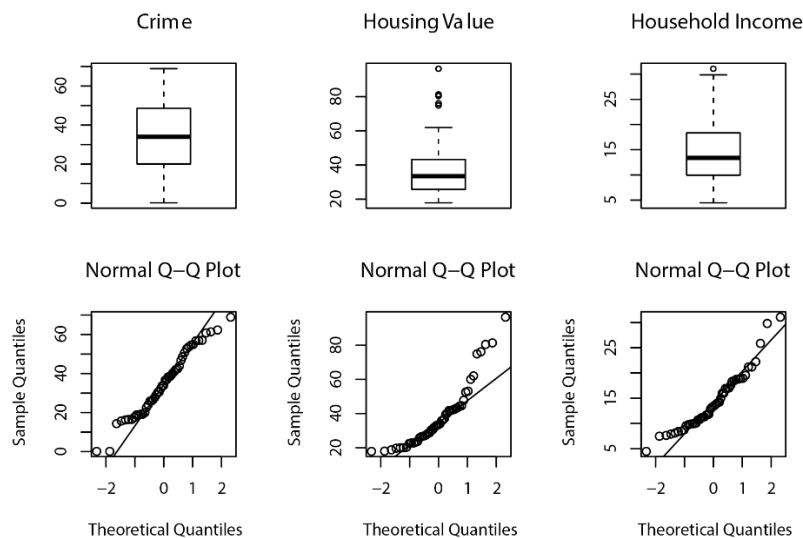 Crime
Housing Value
Household Income
0 20 40 60
20 40 60 80
5 15 25
Normal Q−Q Plot
Normal Q−Q Plot
Normal Q−Q Plot
Sample Quantiles
0 20 40 60
Sample Quantiles
20 40 60 80
Sample Quantiles
5 15 25
−2 0 1 2
−2 0 1 2
−2 0 1 2
Theoretical Quantiles
Theoretical Quantiles
Theoretical Quantiles